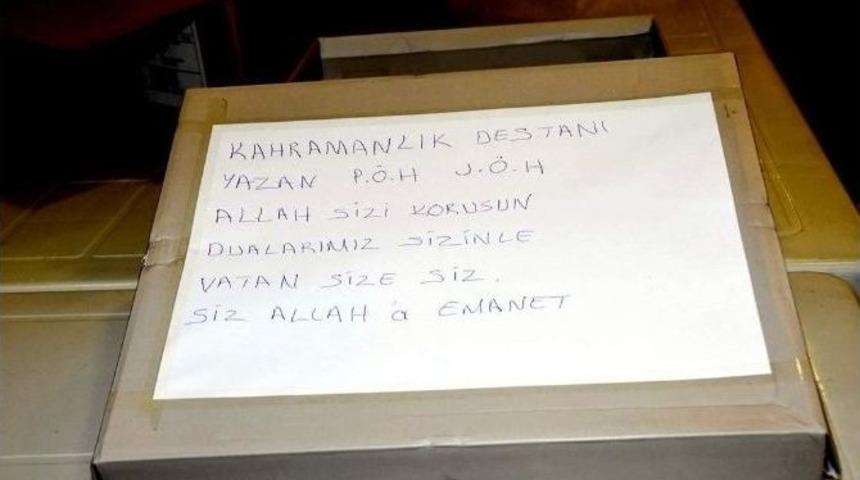 KAHRAMANLIK DESTANI
YAZAN P.Ö.H J.Ö.H
ALLAH SİZİ KORUSUN
DUALARIMIZ SİZİNLE
VATAN SİZE SİZ.
SİZ ALLAH'a EMANET